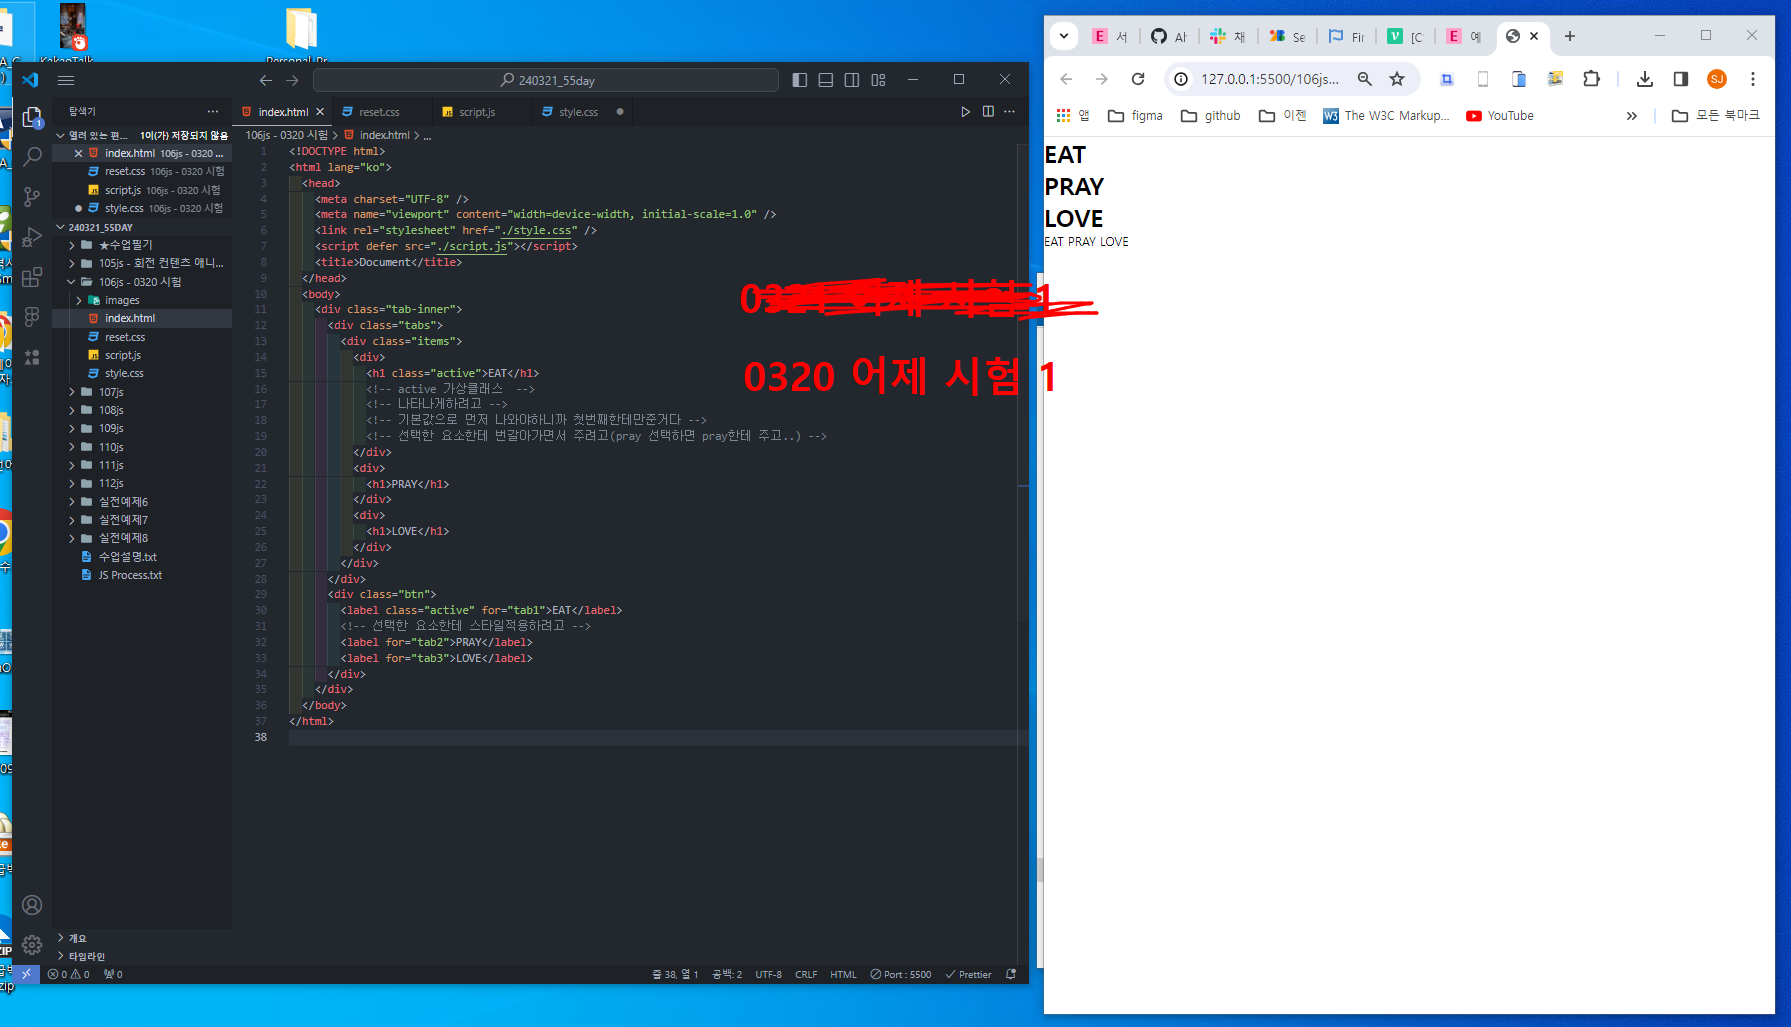 KakaoTalk
Personal_Pr
240321_55day
탐색기
index.html
reset.css
script.js
style.css
열려 있는 편... 1이(가) 저장되지 않음
index.html 106js - 0320 ...
reset.css 106js - 0320 시험
script.js 106js - 0320 시험
style.css 106js - 0320 시험
240321_55DAY
★수업필기
105js - 회전 컨텐츠 애니...
106js - 0320 시험
images
index.html
reset.css
script.js
style.css
107js
108js
109js
110js
111js
112js
실전예제6
실전예제7
실전예제8
수업설명.txt
JS Process.txt
개요
타임라인
106js - 0320 시험 > index.html > ...
1 <!DOCTYPE html>
2 <html lang="ko">
3 <head>
4 <meta charset="UTF-8" />
5 <meta name="viewport" content="width=device-width, initial-scale=1.0" />
6 <link rel="stylesheet" href="./style.css" />
7 <script defer src="./script.js"></script>
8 <title>Document</title>
9 </head>
10 <body>
11 <div class="tab-inner">
12 <div class="tabs">
13 <div class="items">
14 <div>
15 <h1 class="active">EAT</h1>
16 <!-- active 가상클래스 -->
17 <!-- 나타나게하려고 -->
18 <!-- 기본값으로 먼저 나와야하니까 첫번째한테만준거다 -->
19 <!-- 선택한 요소한테 번갈아가면서 주려고(pray 선택하면 pray한테 주고..) -->
20 </div>
21 <div>
22 <h1>PRAY</h1>
23 </div>
24 <div>
25 <h1>LOVE</h1>
26 </div>
27 </div>
28 </div>
29 <div class="btn">
30 <label class="active" for="tab1">EAT</label>
31 <!-- 선택한 요소한테 스타일적용하려고 -->
32 <label for="tab2">PRAY</label>
33 <label for="tab3">LOVE</label>
34 </div>
35 </div>
36 </body>
37 </html>
38
0321 어제 시험 1
0320 어제 시험 1
0 0 0
줄 38, 열 1 공백: 2 UTF-8 CRLF HTML Port : 5500 Prettier
서
채
Se
Fir
[C
예
127.0.0.1:5500/106js...
SJ
앱 figma github 이젠 The W3C Markup... YouTube » 모든 북마크
EAT
PRAY
LOVE
EAT PRAY LOVE